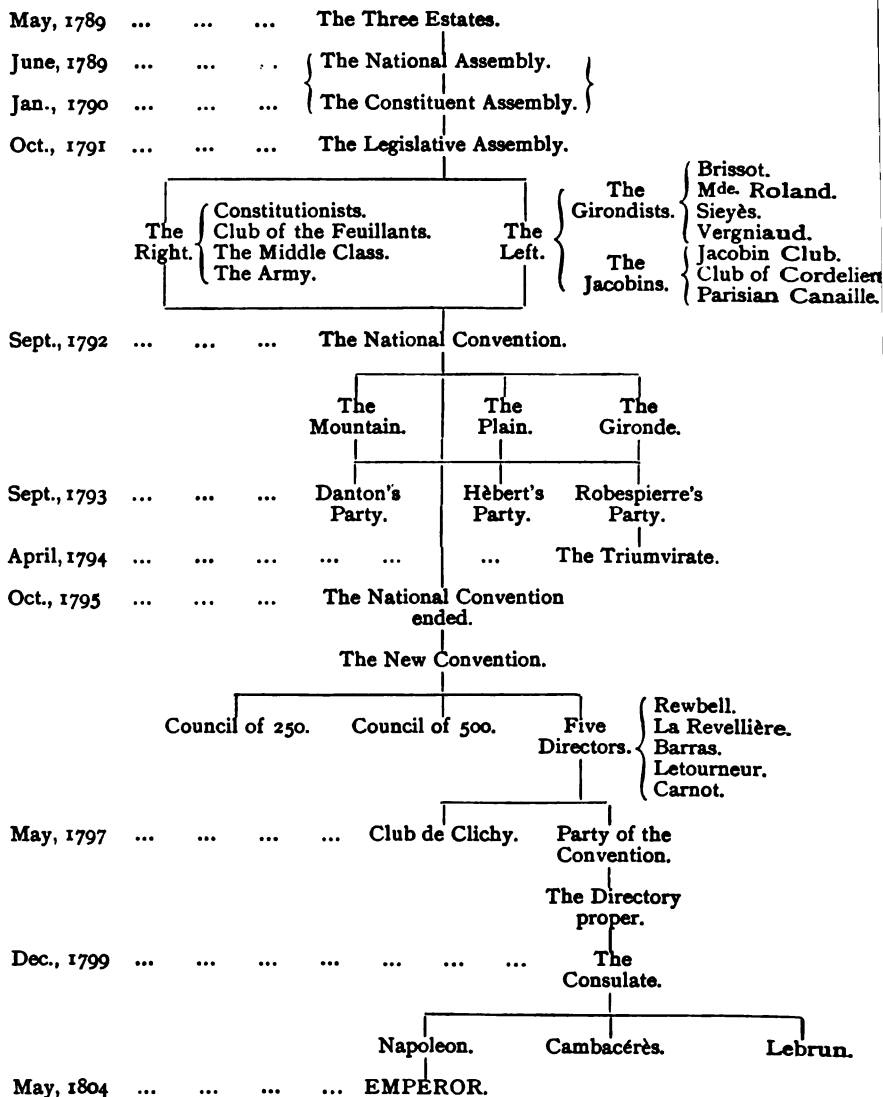 May, 1789 ... ... ... The Three Estates.
June, 1789 ... ... ... The National Assembly.
Jan., 1790 ... ... ... The Constituent Assembly.
Oct., 1791 ... ... ... The Legislative Assembly.
The Right.
Constitutionists.
Club of the Feuillants.
The Middle Class.
The Army.
The Left.
The Girondists.
Brissot.
Mde. Roland.
Sieyès.
Vergniaud.
The Jacobins.
Jacobin Club.
Club of Cordeliers
Parisian Canaille.
Sept., 1792 ... ... ... The National Convention.
The Mountain.
The Plain.
The Gironde.
Sept., 1793 ... ... ... Danton's Party.
Hèbert's Party.
Robespierre's Party.
April, 1794 ... ... ... ... ... ... The Triumvirate.
Oct., 1795 ... ... ... The National Convention
ended.
The New Convention.
Council of 250. Council of 500.
Five Directors.
Rewbell.
La Revellière.
Barras.
Letourneur.
Carnot.
May, 1797 ... ... ... ... Club de Clichy.
Party of the
Convention.
The Directory
proper.
Dec., 1799 ... ... ... ... ... ... ... The
Consulate.
Napoleon. Cambacérès. Lebrun.
May, 1804 ... ... ... ... EMPEROR.